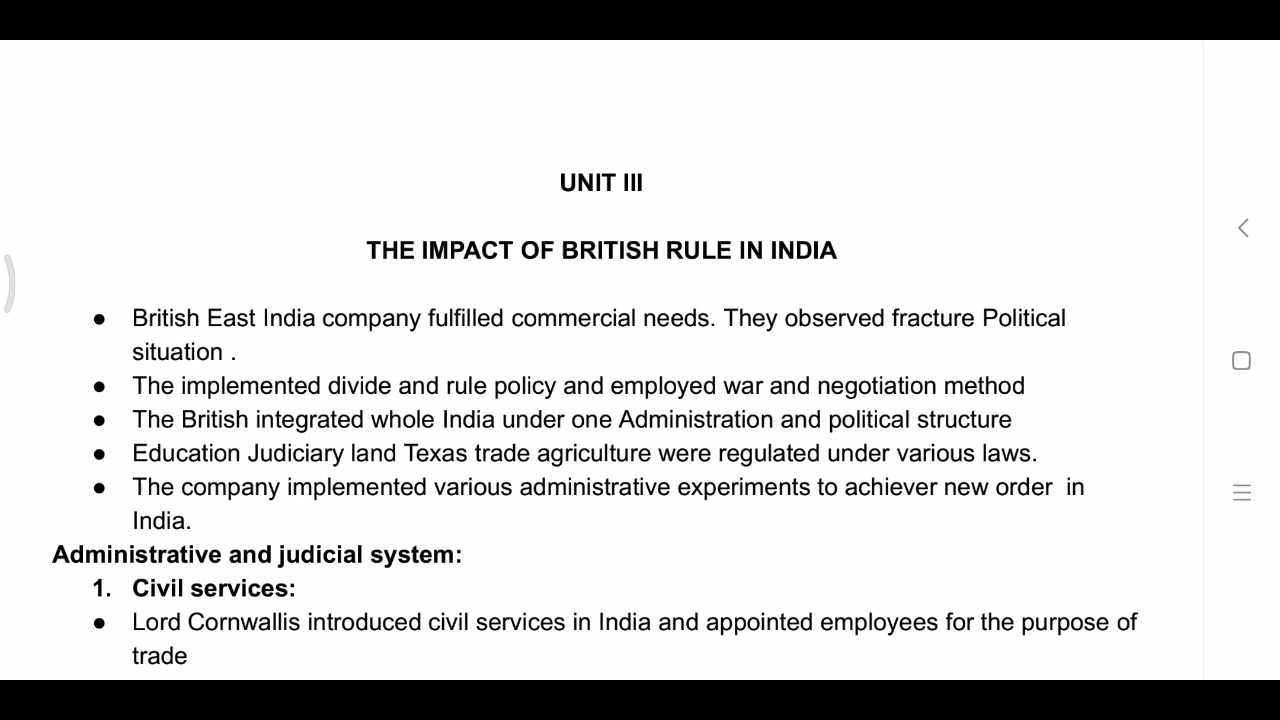 UNIT III
THE IMPACT OF BRITISH RULE IN INDIA
● British East India company fulfilled commercial needs. They observed fracture Political
situation .
● The implemented divide and rule policy and employed war and negotiation method
● The British integrated whole India under one Administration and political structure
● Education Judiciary land Texas trade agriculture were regulated under various laws.
● The company implemented various administrative experiments to achiever new order  in
India.
Administrative and judicial system:
1. Civil services:
● Lord Cornwallis introduced civil services in India and appointed employees for the purpose of
trade